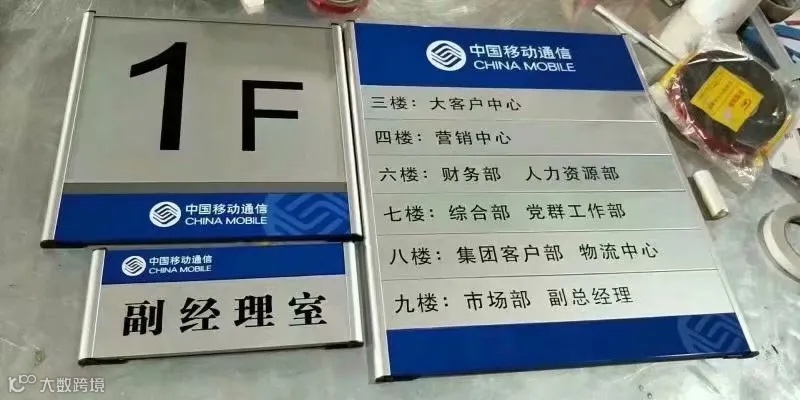 1F
中国移动通信
CHINA MOBILE
中国移动通信
CHINA MOBILE
副经理室
中国移动通信
CHINA MOBILE
三楼：大客户中心
四楼：营销中心
六楼：财务部 人力资源部
七楼：综合部 党群工作部
八楼：集团客户部 物流中心
九楼：市场部 副总经理
大数跨境